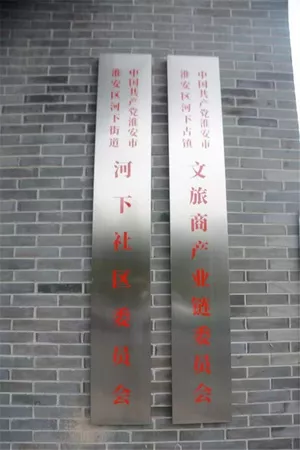 中国共产党淮安市
淮安区河下街道
河下社区委员会
中国共产党淮安市
淮安区河下古镇
文旅商产业链委员会